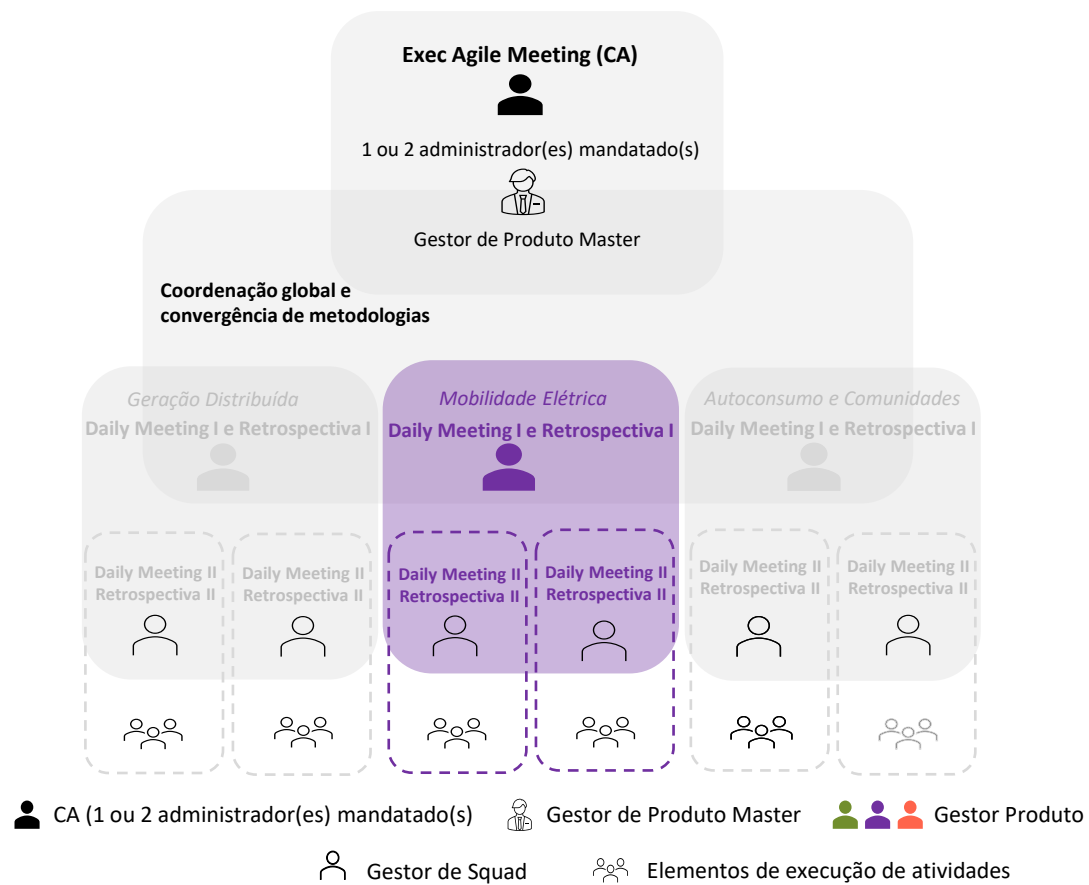 Exec Agile Meeting (CA)
1 ou 2 administrador(es) mandatado(s)
Gestor de Produto Master
Coordenação global e
convergência de metodologias
Geração Distribuída
Daily Meeting I e Retrospectiva I
Mobilidade Elétrica
Daily Meeting I e Retrospectiva I
Autoconsumo e Comunidades
Daily Meeting I e Retrospectiva I
Daily Meeting II
Retrospectiva II
Daily Meeting II
Retrospectiva II
Daily Meeting II
Retrospectiva II
Daily Meeting II
Retrospectiva II
Daily Meeting II
Retrospectiva II
Daily Meeting II
Retrospectiva II
CA (1 ou 2 administrador(es) mandatado(s)
Gestor de Produto Master
Gestor Produto
Gestor de Squad
Elementos de execução de atividades